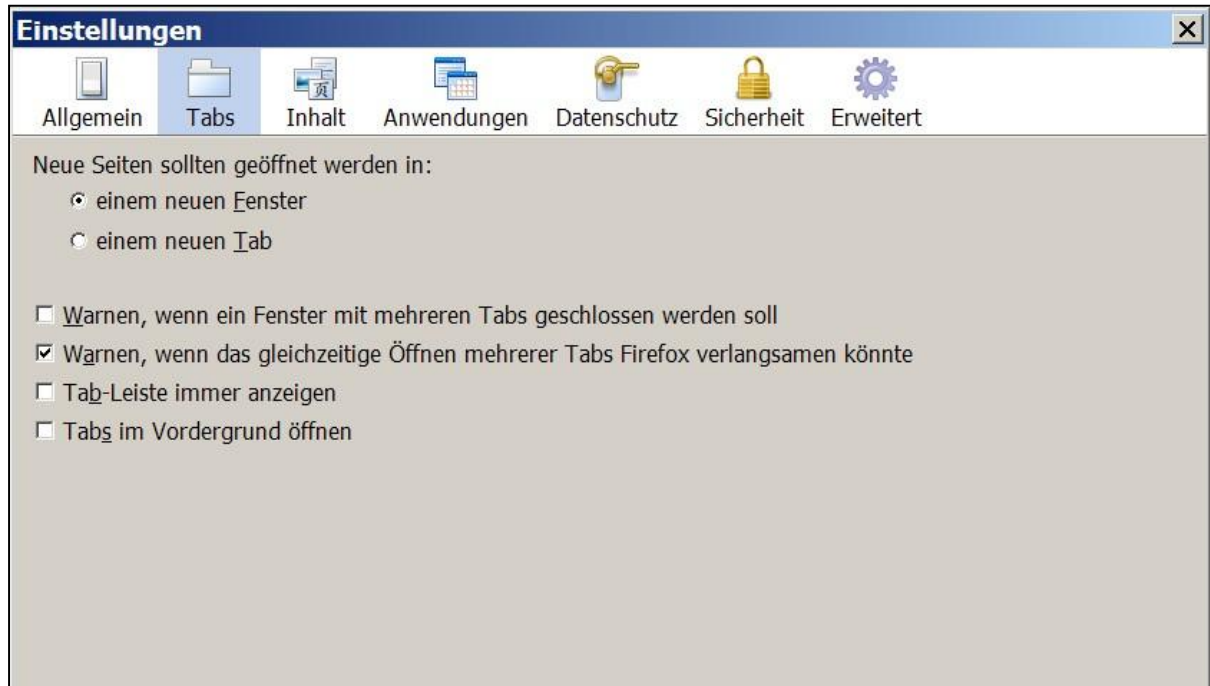 Einstellungen
Allgemein Tabs Inhalt Anwendungen Datenschutz Sicherheit Erweitert
Neue Seiten sollten geöffnet werden in:
einem neuen Fenster
einem neuen Tab
Warnen, wenn ein Fenster mit mehreren Tabs geschlossen werden soll
Warnen, wenn das gleichzeitige Öffnen mehrerer Tabs Firefox verlangsamen könnte
Tab-Leiste immer anzeigen
Tabs im Vordergrund öffnen